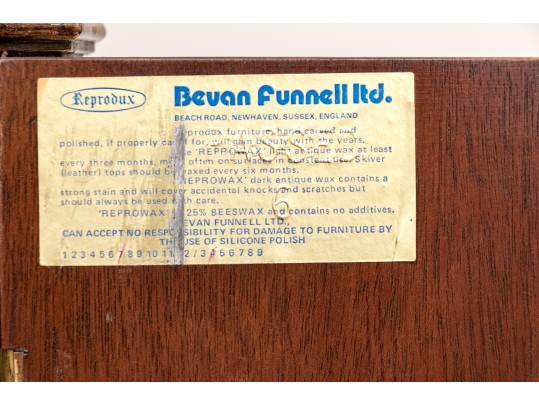 Reprodux
Bevan Funnell ltd.
BEACH ROAD, NEWHAVEN, SUSSEX, ENGLAND
Reprodux furniture, hand carved and
polished, if properly cared for, will gain beauty with the years.
'REPROWAX' light antique wax at least
every three months, more often on surfaces in constant use. Skiver
(leather) tops should be waxed every six months.
'REPROWAX' dark antique wax contains a
strong stain and will cover accidental knocks and scratches but
should always be used with care.
'REPROWAX' 25% BEESWAX and contains no additives.
BEVAN FUNNELL LTD.,
CAN ACCEPT NO RESPONSIBILITY FOR DAMAGE TO FURNITURE BY
THE USE OF SILICONE POLISH
1 2 3 4 5 6 7 8 9 10 11 12 / 3 4 5 6 7 8 9